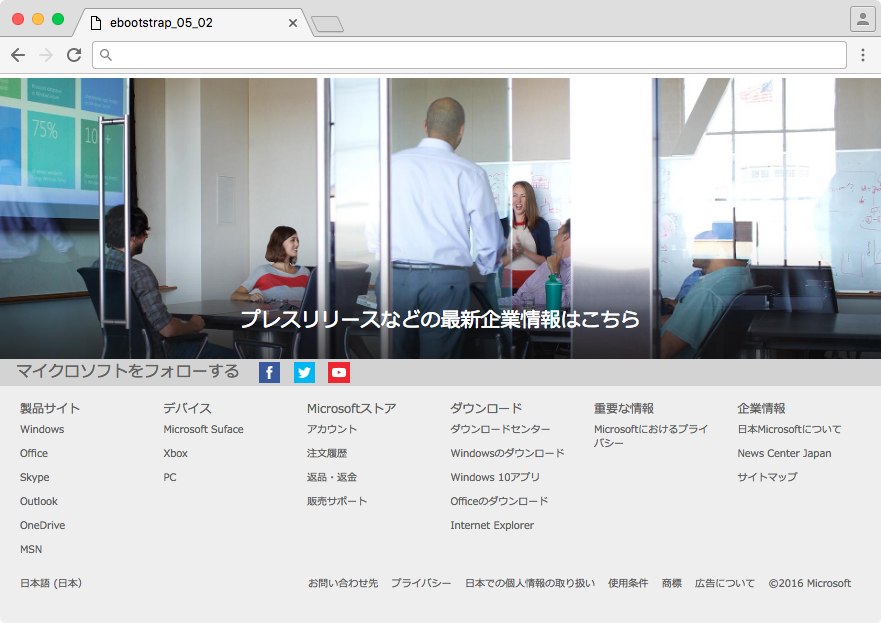 ebootstrap_05_02
75%
プレスリリースなどの最新企業情報はこちら
マイクロソフトをフォローする
製品サイト
Windows
Office
Skype
Outlook
OneDrive
MSN
デバイス
Microsoft Suface
Xbox
PC
Microsoftストア
アカウント
注文履歴
返品・返金
販売サポート
ダウンロード
ダウンロードセンター
Windowsのダウンロード
Windows 10アプリ
Officeのダウンロード
Internet Explorer
重要な情報
Microsoftにおけるプライ
バシー
企業情報
日本Microsoftについて
News Center Japan
サイトマップ
日本語 (日本)
お問い合わせ先 プライバシー 日本での個人情報の取り扱い 使用条件 商標 広告について ©2016 Microsoft